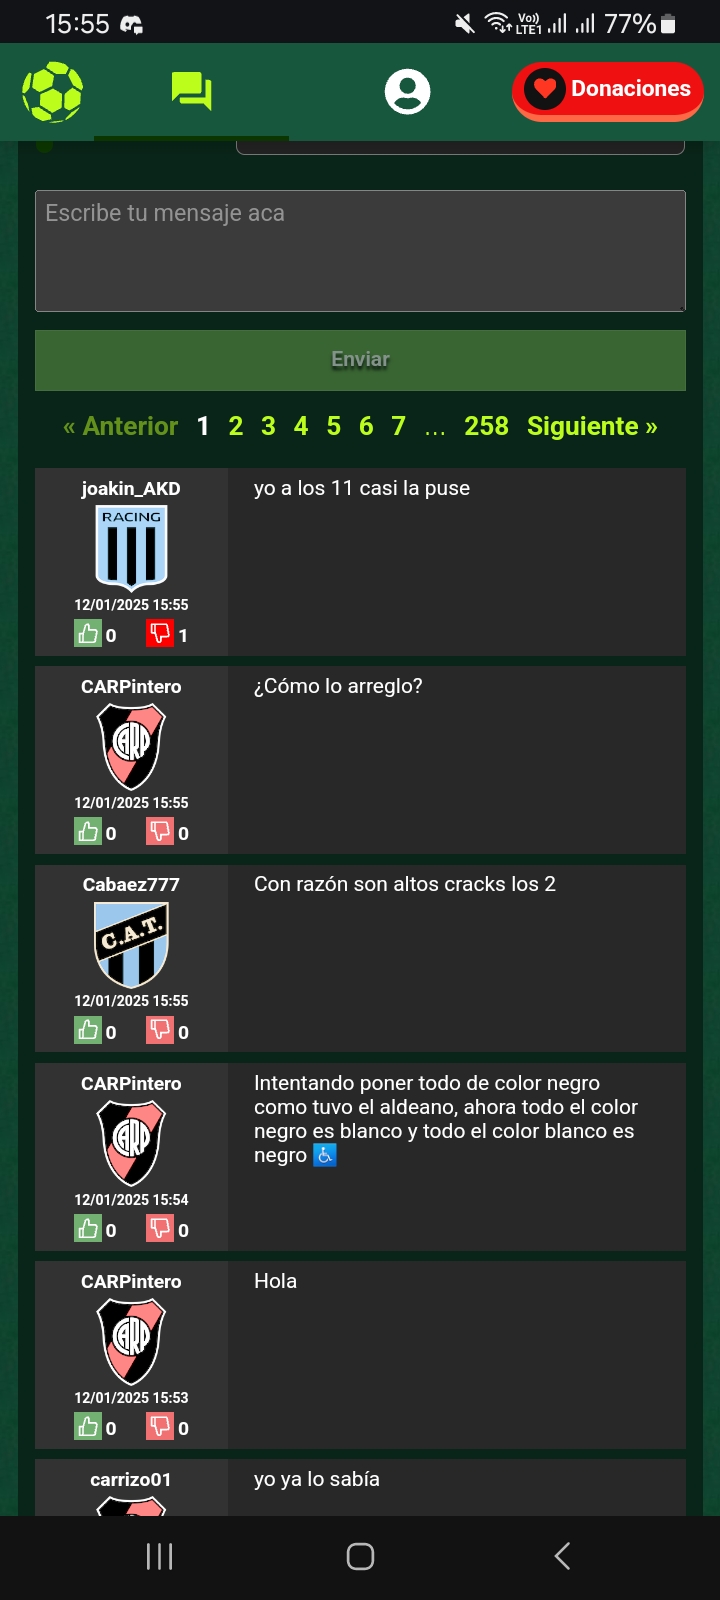 15:55 Vo)) LTE1 77%
Donaciones
Escribe tu mensaje aca
Enviar
« Anterior 1 2 3 4 5 6 7 ... 258 Siguiente »
joakin_AKD
yo a los 11 casi la puse
RACING
12/01/2025 15:55
0 1
CARPintero
¿Cómo lo arreglo?
CARP
12/01/2025 15:55
0 0
Cabaez777
Con razón son altos cracks los 2
C.A.T.
12/01/2025 15:55
0 0
CARPintero
Intentando poner todo de color negro
como tuvo el aldeano, ahora todo el color
negro es blanco y todo el color blanco es
negro ♿
CARP
12/01/2025 15:54
0 0
CARPintero
Hola
CARP
12/01/2025 15:53
0 0
carrizo01
yo ya lo sabía